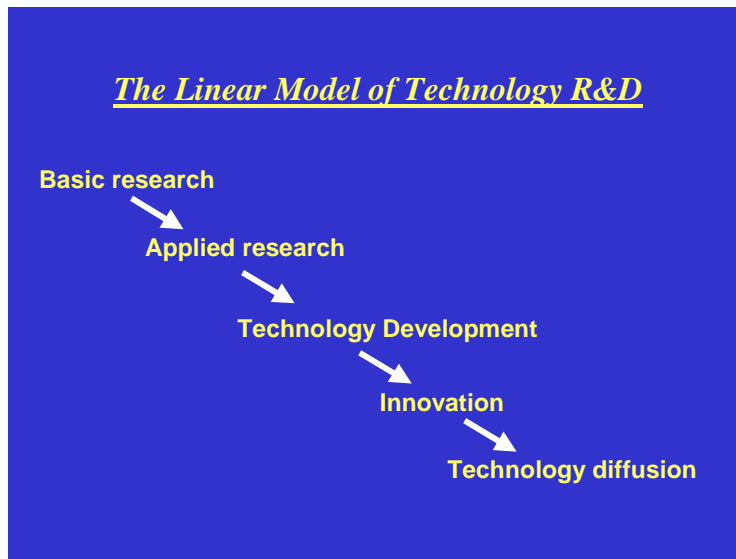 The Linear Model of Technology R&D
Basic research
Applied research
Technology Development
Innovation
Technology diffusion